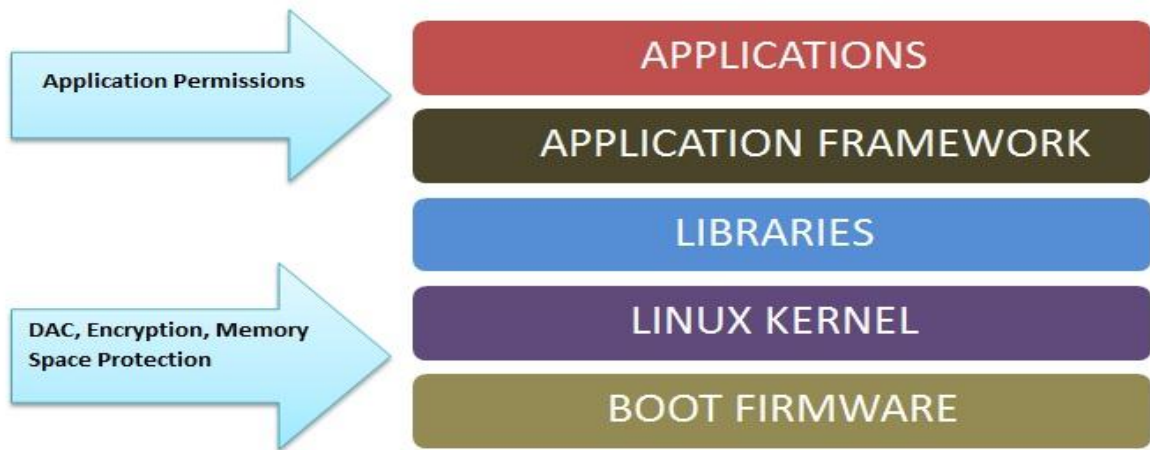 Application Permissions
APPLICATIONS
APPLICATION FRAMEWORK
LIBRARIES
DAC, Encryption, Memory
Space Protection
LINUX KERNEL
BOOT FIRMWARE